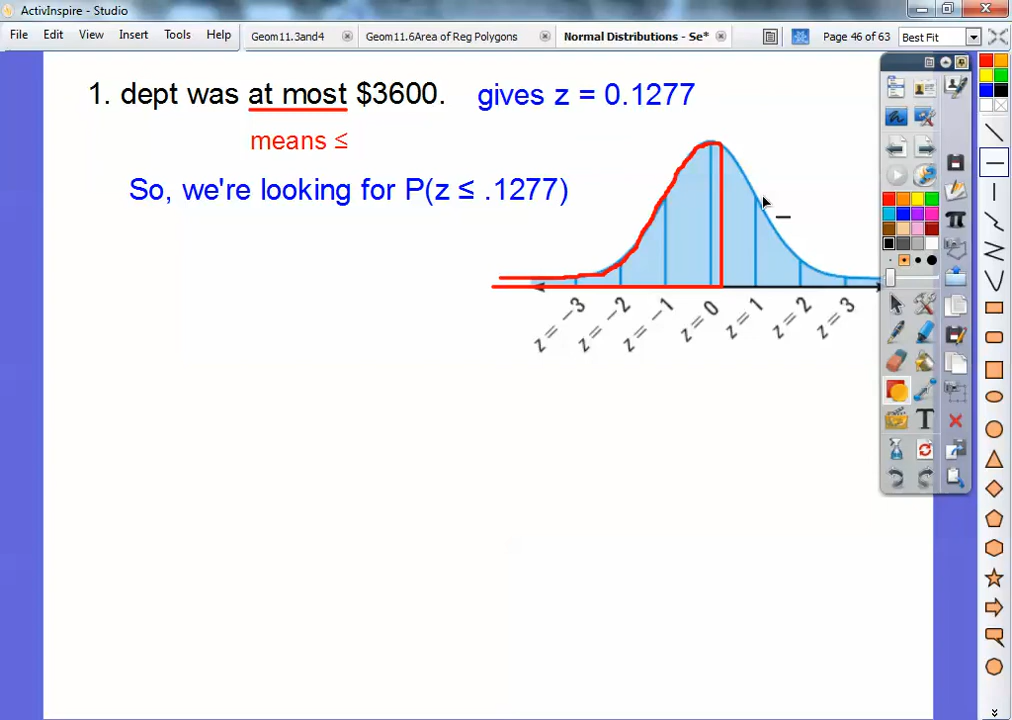 ActivInspire - Studio
File Edit View Insert Tools Help Geom11.3and4 Geom11.6Area of Reg Polygons Normal Distributions - Se* Page 46 of 63 Best Fit
1. dept was at most $3600. gives z = 0.1277
means ≤
So, we're looking for P(z ≤ .1277)
z = −3 z = −2 z = −1 z = 0 z = 1 z = 2 z = 3